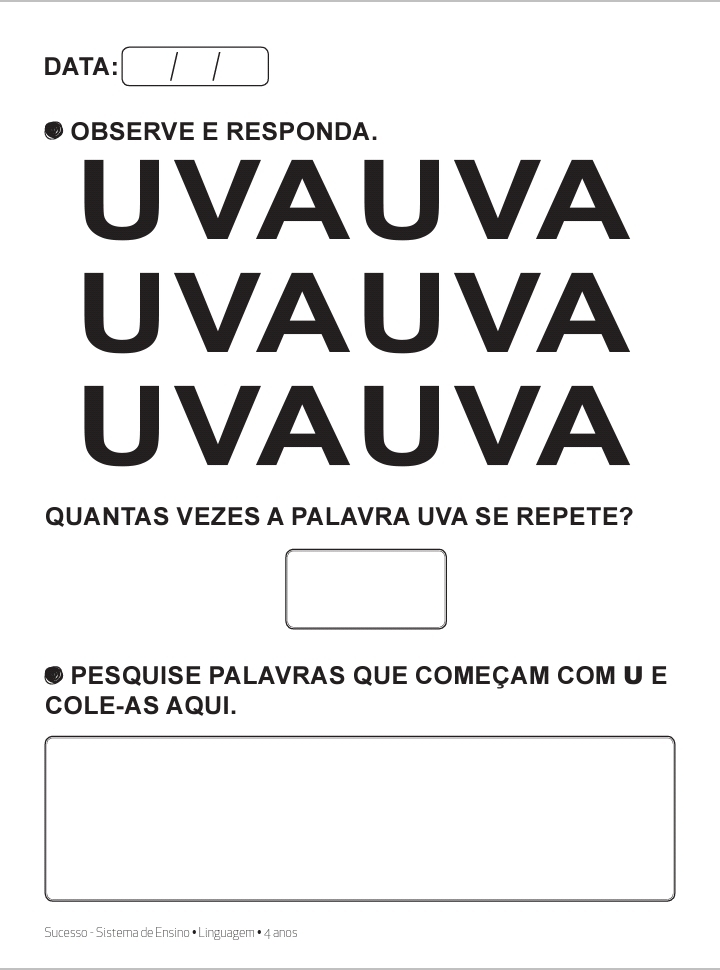 DATA: / /
OBSERVE E RESPONDA.
UVAUVA
UVAUVA
UVAUVA
QUANTAS VEZES A PALAVRA UVA SE REPETE?
PESQUISE PALAVRAS QUE COMEÇAM COM U E
COLE-AS AQUI.
Sucesso - Sistema de Ensino • Linguagem • 4 anos